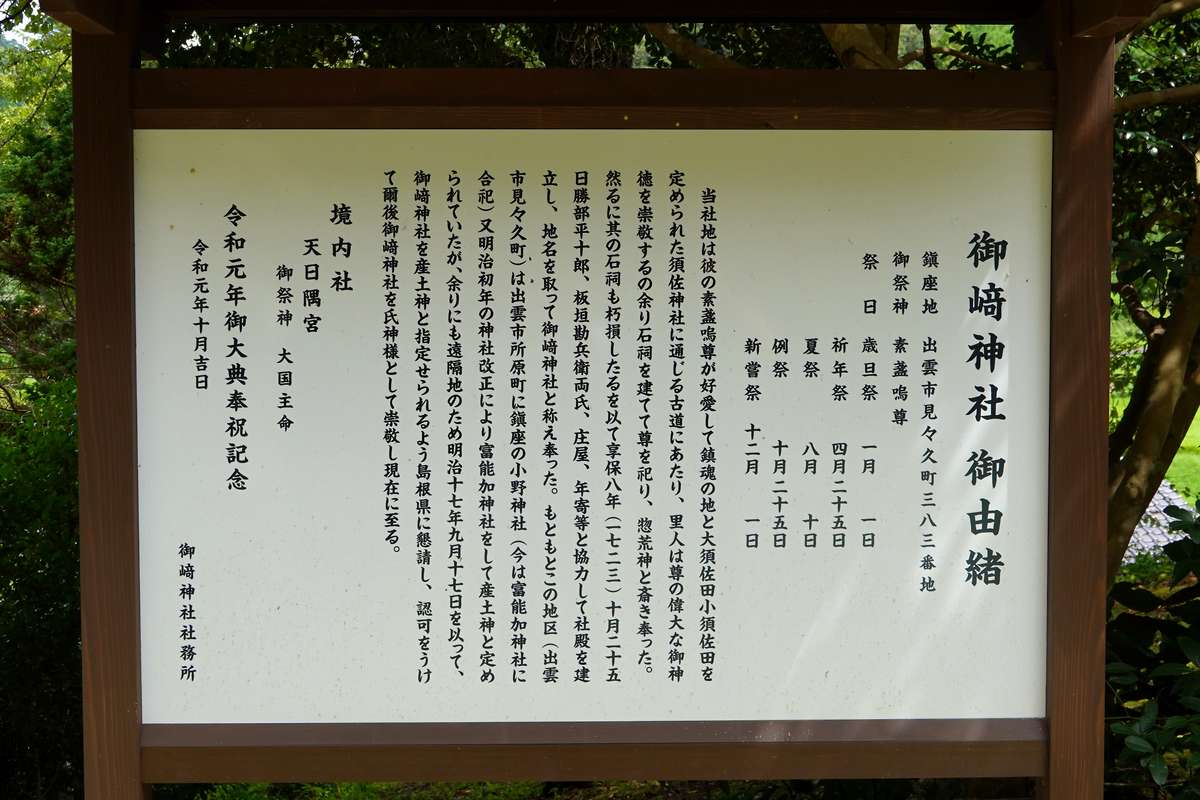 御﨑神社 御由緒
鎮座地 出雲市見々久町三八三番地
御祭神 素盞嗚尊
祭日 歳旦祭 一月 一日
祈年祭 四月二十五日
夏祭 八月 十日
例祭 十月二十五日
新嘗祭 十二月 一日
当社地は彼の素盞嗚尊が好愛して鎮魂の地と大須佐田小須佐田を
定められた須佐神社に通じる古道にあたり、里人は尊の偉大な御神
徳を崇敬するの余り石祠を建てて尊を祀り、惣荒神と斎き奉った。
然るに其の石祠も朽損したるを以て享保八年(一七二三)十月二十五
日勝部平十郎、板垣勘兵衛両氏、庄屋、年寄等と協力して社殿を建
立し、地名を取って御﨑神社と称え奉った。もともとこの地区(出雲
市見々久町)は出雲市所原町に鎮座の小野神社(今は富能加神社に
合祀)又明治初年の神社改正により富能加神社をして産土神と定め
られていたが、余りにも遠隔地のため明治十七年九月十七日を以って、
御﨑神社を産土神と指定せられるよう島根県に懇請し、認可をうけ
て爾後御﨑神社を氏神様として崇敬し現在に至る。
境内社
天日隅宮
御祭神 大国主命
令和元年御大典奉祝記念
令和元年十月吉日
御﨑神社社務所